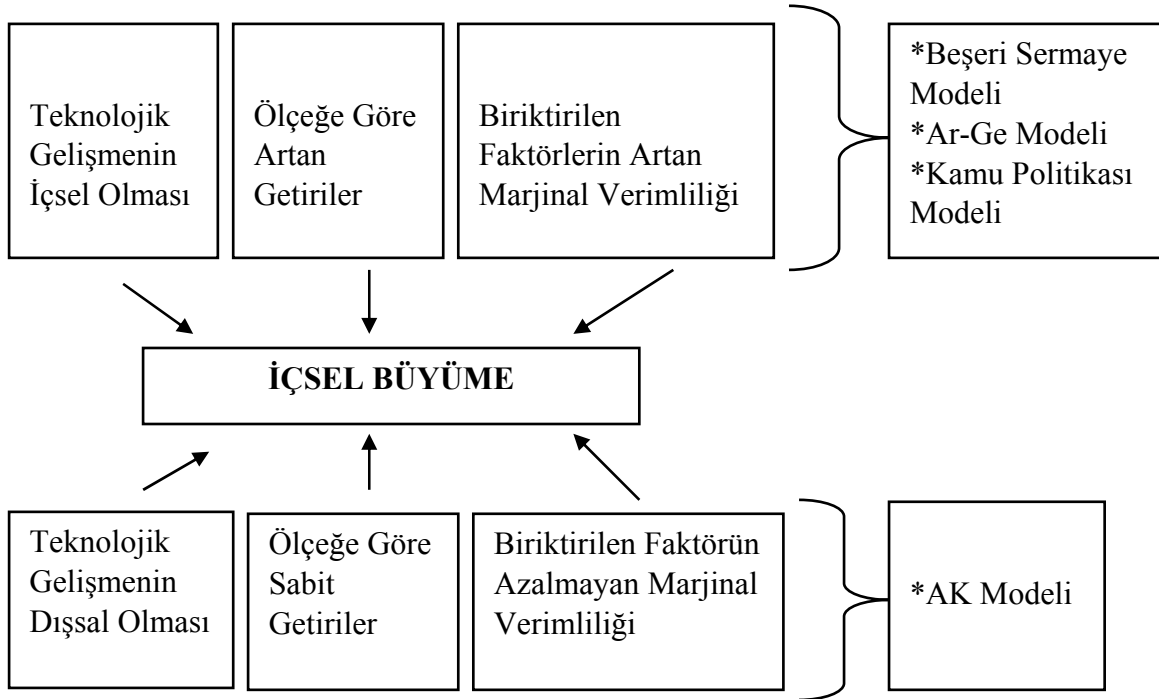 Teknolojik
Gelişmenin
İçsel Olması
Ölçeğe Göre
Artan
Getiriler
Biriktirilen
Faktörlerin Artan
Marjinal Verimliliği
*Beşeri Sermaye
Modeli
*Ar-Ge Modeli
*Kamu Politikası
Modeli
İÇSEL BÜYÜME
Teknolojik
Gelişmenin
Dışsal Olması
Ölçeğe Göre
Sabit
Getiriler
Biriktirilen Faktörün
Azalmayan Marjinal
Verimliliği
*AK Modeli